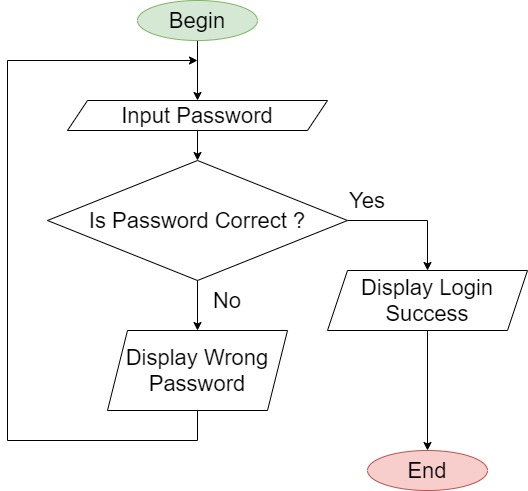 Begin
Input Password
Is Password Correct ?
Yes
No
Display Login
Success
Display Wrong
Password
End